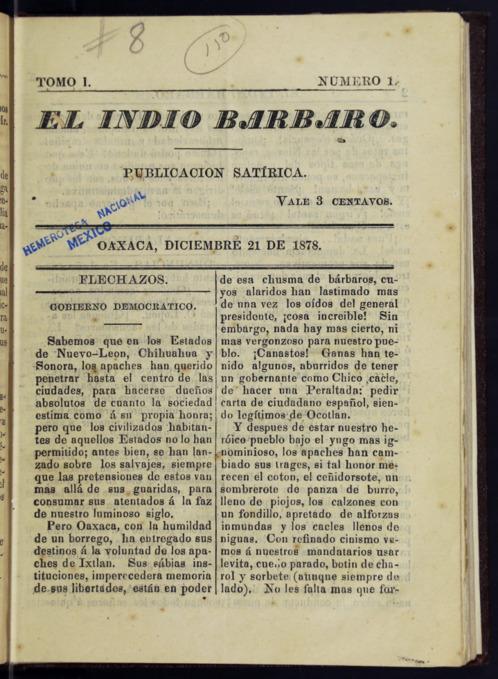 # 8
110
TOMO I.
NUMERO 1.
EL INDIO BARBARO.
PUBLICACION SATÍRICA.
VALE 3 CENTAVOS.
HEMEROTECA NACIONAL
MEXICO
OAXACA, DICIEMBRE 21 DE 1878.
FLECHAZOS.
GOBIERNO DEMOCRATICO.
Sabemos que en los Estados
de Nuevo-Leon, Chihuahua y
Sonora, los apaches han querido
penetrar hasta el centro de las
ciudades, para hacerse dueños
absolutos de cuanto la sociedad
estima como á su propia honra;
pero que los civilizados habitan-
tes de aquellos Estados no lo han
permitido; antes bien, se han lan-
zado sobre los salvajes, siempre
que las pretensiones de estos van
mas allá de sus guaridas, para
consumar sus atentados á la faz
de nuestro luminoso siglo.
Pero Oaxaca, con la humildad
de un borrego, ha entregado sus
destinos á la voluntad de los apa-
ches de Ixtlan. Sus sábias ins-
tituciones, imperecedera memoria
de sus libertades, están en poder
de esa chusma de bárbaros, cu-
yos alaridos han lastimado mas
de una vez los oídos del general
presidente, ¡cosa increible! Sin
embargo, nada hay mas cierto, ni
mas vergonzoso para nuestro pue-
blo. ¡Canastos! Ganas han te-
nido algunos, aburridos de tener
un gobernante como Chico cacle,
de hacer una Peraltada: pedir
carta de ciudadano español, sien-
do legítimos de Ocotlan.
Y despues de estar nuestro he-
róico pueblo bajo el yugo mas ig-
nominioso, los apaches han cam-
biado sus trages, si tal honor me-
recen el coton, el ceñidorsote, un
sombrerote de panza de burro,
lleno de piojos, los calzones con
un fondillo, apretado de alforzas
inmundas y los cacles llenos de
niguas. Con refinado cinismo ve-
mos á nuestros mandatarios usar
levita, cuello parado, botin de cha-
rol y sorbete (aunque siempre de
lado). No les falta mas que for-